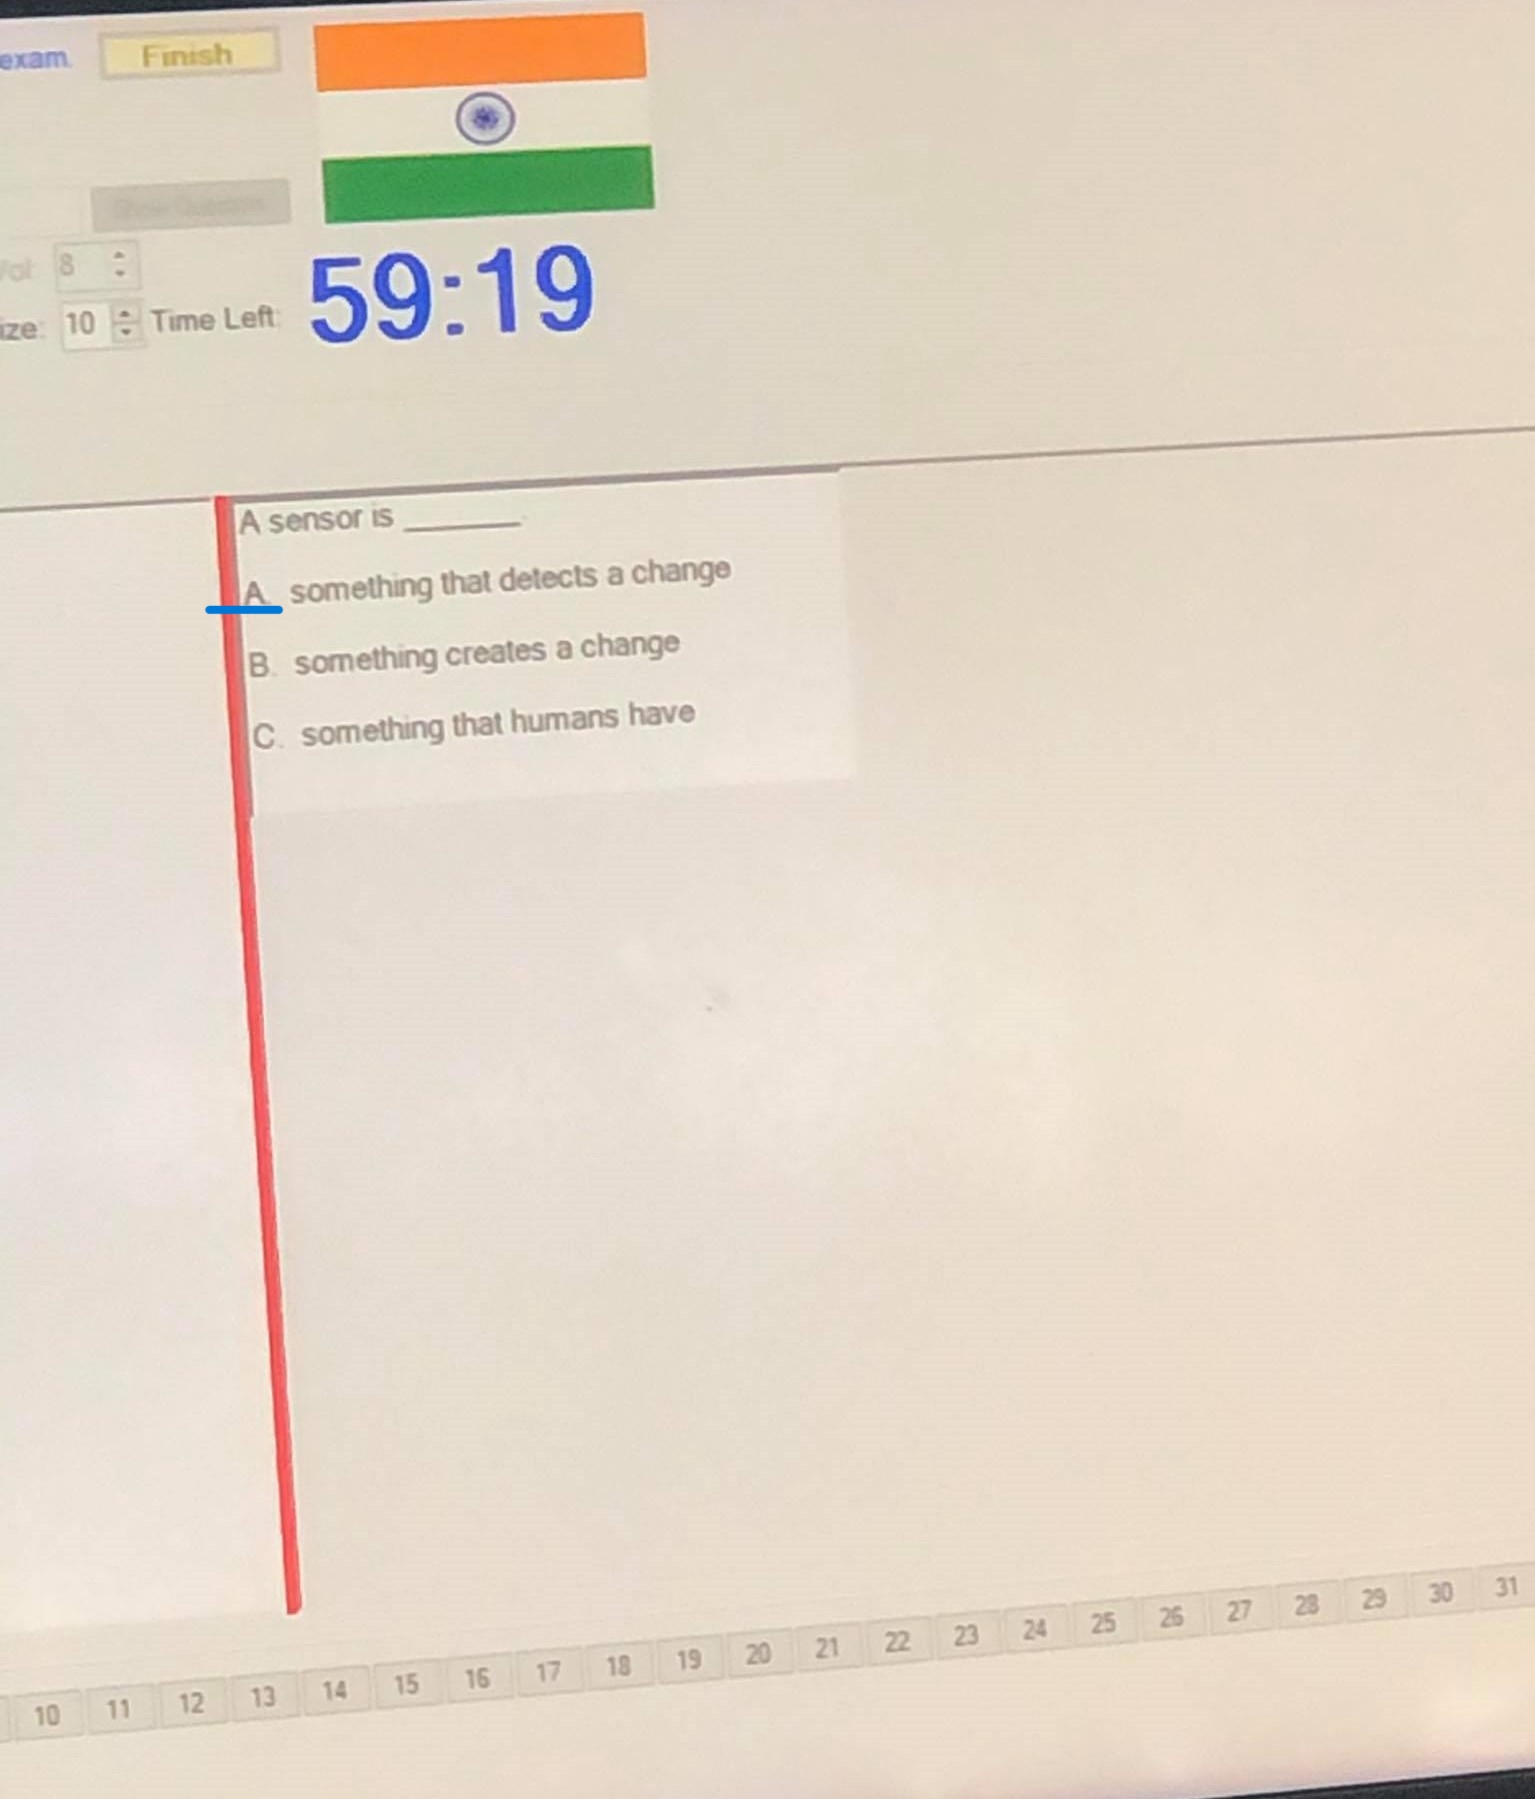 exam. Finish
8
ize: 10 Time Left: 59:19
A sensor is ________.
A. something that detects a change
B. something creates a change
C. something that humans have
10 11 12 13 14 15 16 17 18 19 20 21 22 23 24 25 26 27 28 29 30 31